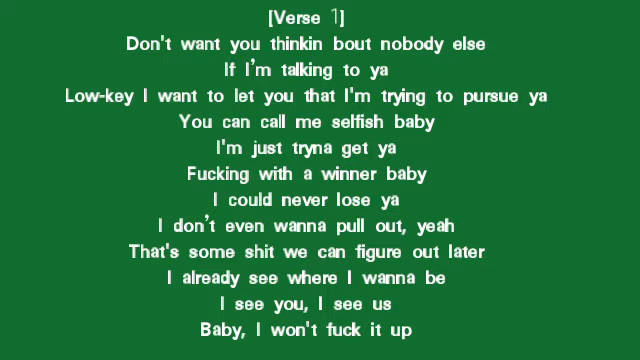 [Verse 1]
Don't want you thinkin bout nobody else
If I'm talking to ya
Low-key I want to let you that I'm trying to pursue ya
You can call me selfish baby
I'm just tryna get ya
Fucking with a winner baby
I could never lose ya
I don't even wanna pull out, yeah
That's some shit we can figure out later
I already see where I wanna be
I see you, I see us
Baby, I won't fuck it up